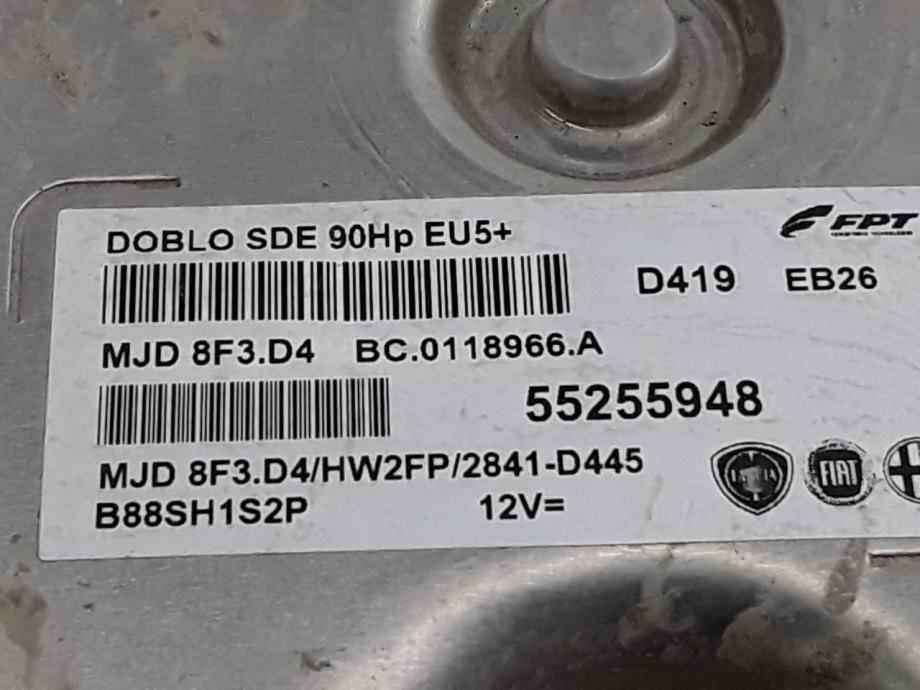 DOBLO SDE 90Hp EU5+
FPT
D419 EB26
MJD 8F3.D4 BC.0118966.A
55255948
MJD 8F3.D4/HW2FP/2841-D445
FIAT
B88SH1S2P 12V=